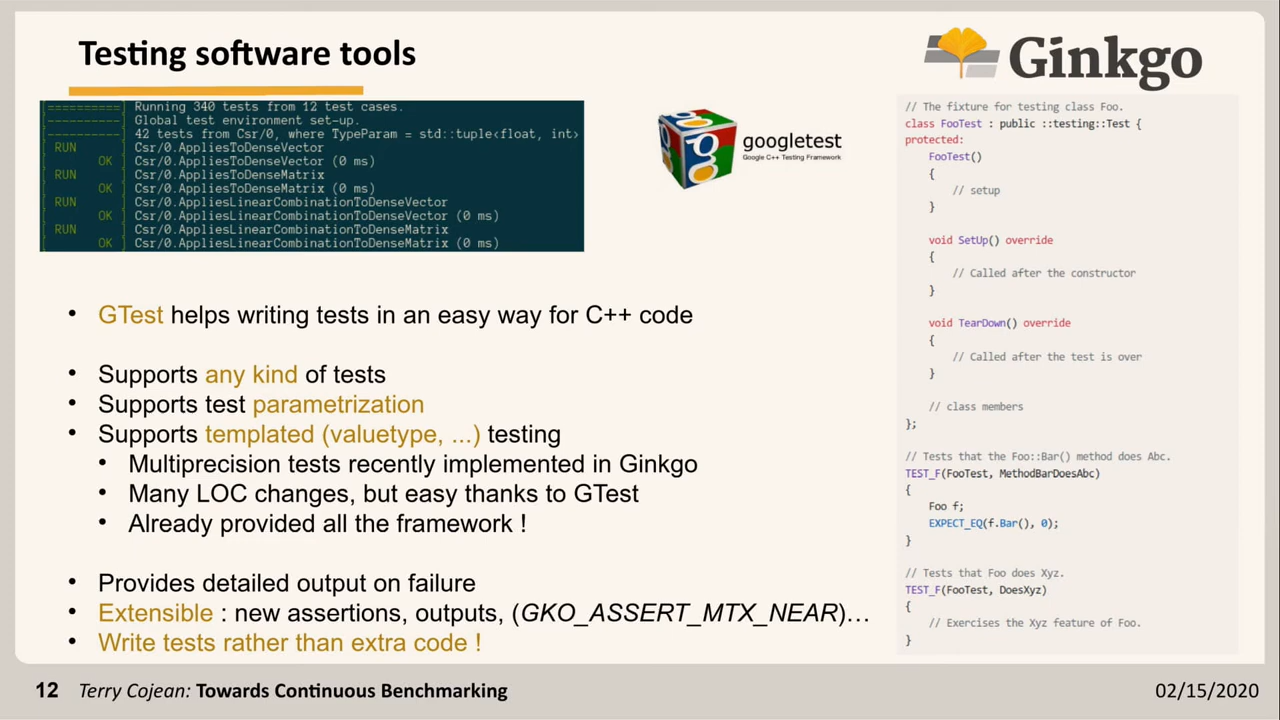 Testing software tools
Ginkgo
[==========] Running 340 tests from 12 test cases.
[----------] Global test environment set-up.
[----------] 42 tests from Csr/0, where TypeParam = std::tuple<float, int>
[ RUN      ] Csr/0.AppliesToDenseVector
[       OK ] Csr/0.AppliesToDenseVector (0 ms)
[ RUN      ] Csr/0.AppliesToDenseMatrix
[       OK ] Csr/0.AppliesToDenseMatrix (0 ms)
[ RUN      ] Csr/0.AppliesLinearCombinationToDenseVector
[       OK ] Csr/0.AppliesLinearCombinationToDenseVector (0 ms)
[ RUN      ] Csr/0.AppliesLinearCombinationToDenseMatrix
[       OK ] Csr/0.AppliesLinearCombinationToDenseMatrix (0 ms)
googletest
Google C++ Testing Framework
• GTest helps writing tests in an easy way for C++ code
• Supports any kind of tests
• Supports test parametrization
• Supports templated (valuetype, ...) testing
• Multiprecision tests recently implemented in Ginkgo
• Many LOC changes, but easy thanks to GTest
• Already provided all the framework !
• Provides detailed output on failure
• Extensible : new assertions, outputs, (GKO_ASSERT_MTX_NEAR)…
• Write tests rather than extra code !
// The fixture for testing class Foo.
class FooTest : public ::testing::Test {
protected:
FooTest()
{
// setup
}
void SetUp() override
{
// Called after the constructor
}
void TearDown() override
{
// Called after the test is over
}
// class members
};
// Tests that the Foo::Bar() method does Abc.
TEST_F(FooTest, MethodBarDoesAbc)
{
Foo f;
EXPECT_EQ(f.Bar(), 0);
}
// Tests that Foo does Xyz.
TEST_F(FooTest, DoesXyz)
{
// Exercises the Xyz feature of Foo.
}
12 Terry Cojean: Towards Continuous Benchmarking
02/15/2020